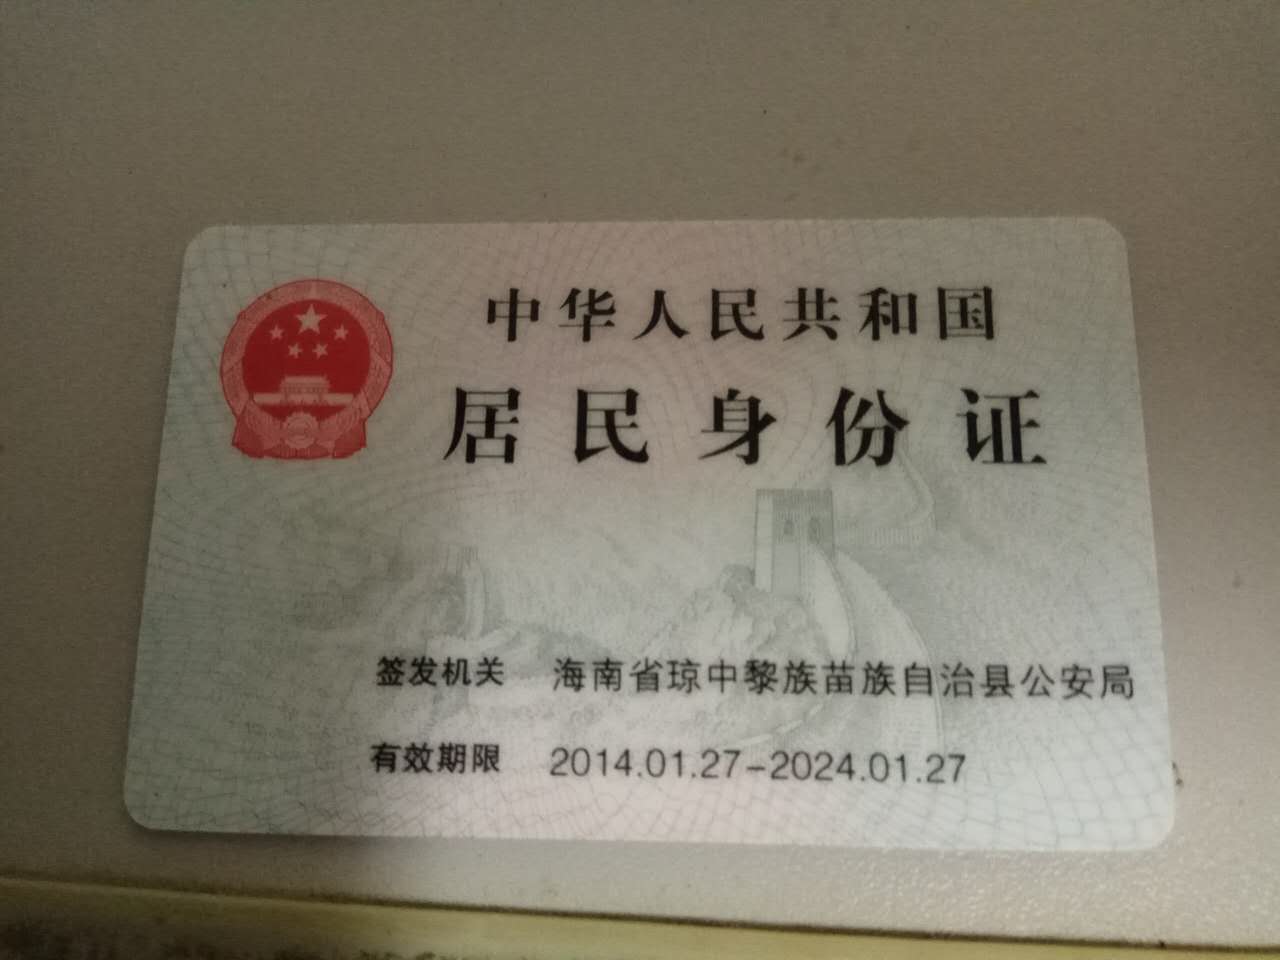 中华人民共和国
居民身份证
签发机关 海南省琼中黎族苗族自治县公安局
有效期限 2014.01.27-2024.01.27